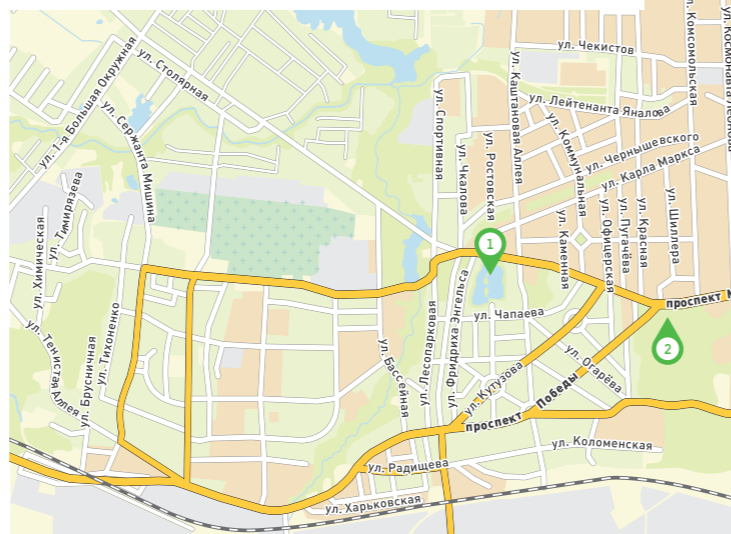 ул. Чекистов
ул. Комсомольская
ул. Космонавта Леонова
ул. Столярная
ул. 1-я Большая Окружная
ул. Сержанта Мишина
ул. Спортивная
ул. Каштановая Аллея
ул. Лейтенанта Яналова
ул. Коммунальная
ул. Чернышевского
ул. Карла Маркса
ул. Чкалова
ул. Ростовская
ул. Тимирязева
ул. Химическая
ул. Каменная
ул. Офицерская
ул. Пугачёва
ул. Красная
ул. Шиллера
1
проспект М
ул. Чапаева
2
ул. Тенистая Аллея
ул. Брусничная
ул. Тихоненко
ул. Бассейная
ул. Лесопарковая
ул. Фридриха Энгельса
ул. Кутузова
ул. Огарёва
проспект Победы
ул. Коломенская
ул. Радищева
ул. Харьковская